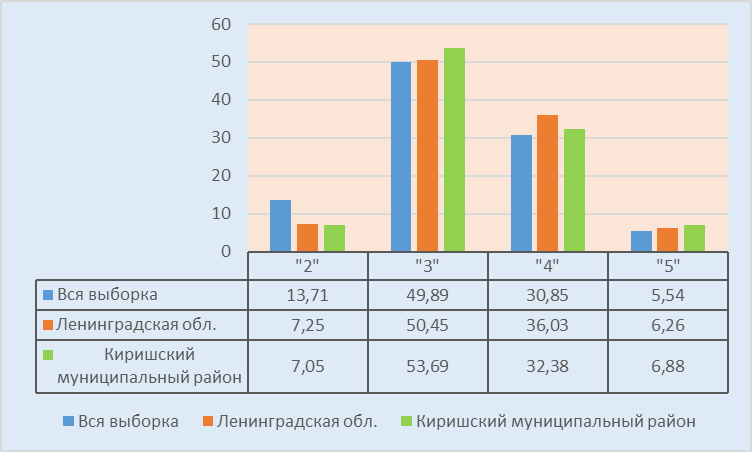 60
50
40
30
20
10
0
"2" "3" "4" "5"
Вся выборка 13,71 49,89 30,85 5,54
Ленинградская обл. 7,25 50,45 36,03 6,26
Киришский
муниципальный район 7,05 53,69 32,38 6,88
Вся выборка Ленинградская обл. Киришский муниципальный район